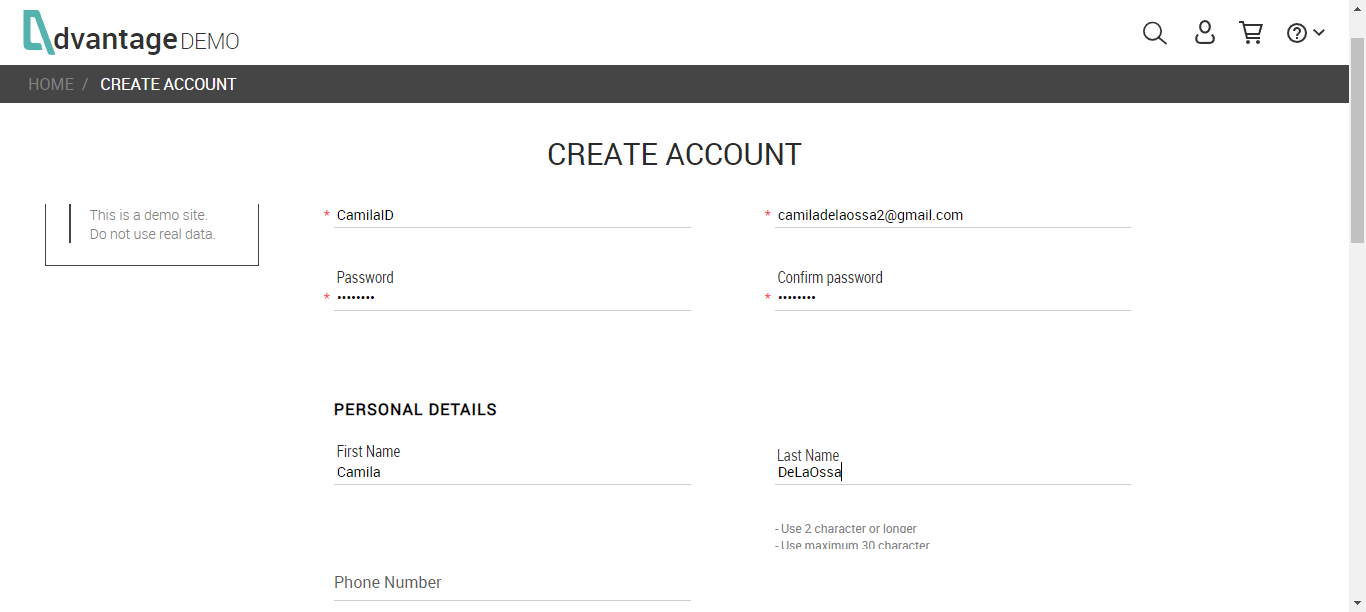 dvantage DEMO
HOME / CREATE ACCOUNT
CREATE ACCOUNT
This is a demo site.
Do not use real data.
* CamilaID
* camiladelaossa2@gmail.com
Password
* ••••••••
Confirm password
* ••••••••
PERSONAL DETAILS
First Name
Camila
Last Name
DeLaOssa
- Use 2 character or longer
- Use maximum 30 character
Phone Number